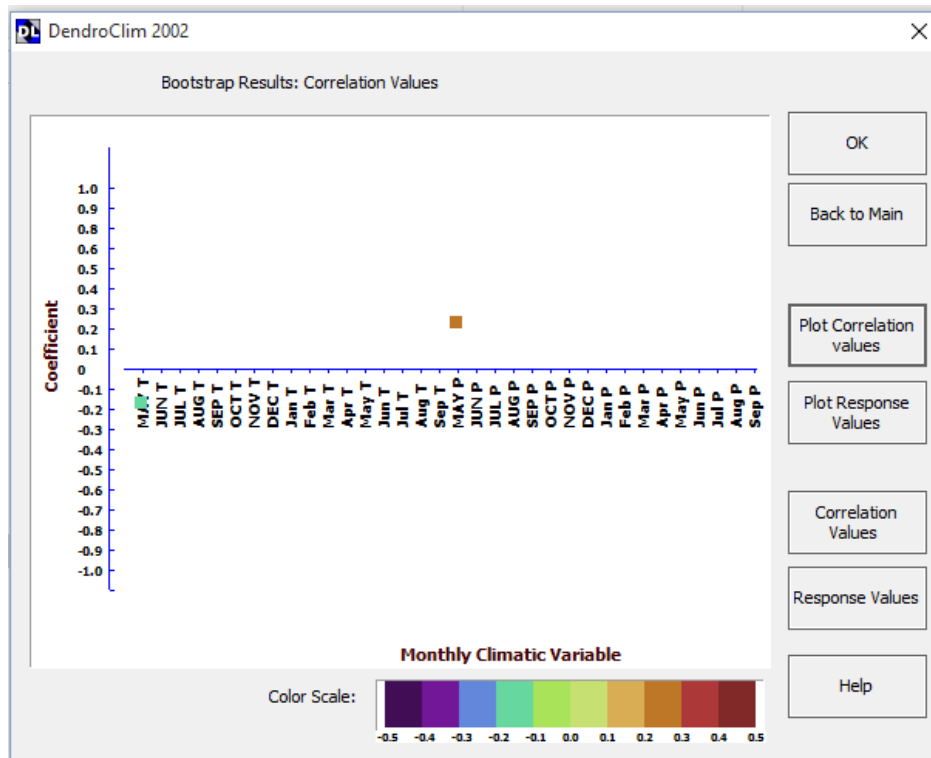 DL DendroClim 2002
Bootstrap Results: Correlation Values
OK
Back to Main
Plot Correlation
values
Plot Response
Values
Correlation
Values
Response Values
Help
Coefficient
1.0
0.9
0.8
0.6
0.5
0.4
0.3
0.2
0.1
0
-0.1
-0.2
-0.3
-0.4
-0.5
-0.6
-0.7
-0.8
-0.9
-1.0
MAY T
JUN T
JUL T
AUG T
SEP T
OCT T
NOV T
DEC T
Jan T
Feb T
Mar T
Apr T
May T
Jun T
Jul T
Aug T
Sep T
MAY P
JUN P
JUL P
AUG P
SEP P
OCT P
NOV P
DEC P
Jan P
Feb P
Mar P
Apr P
May P
Jun P
Jul P
Aug P
Sep P
Monthly Climatic Variable
Color Scale:
-0.5 -0.4 -0.3 -0.2 -0.1 0.0 0.1 0.2 0.3 0.4 0.5